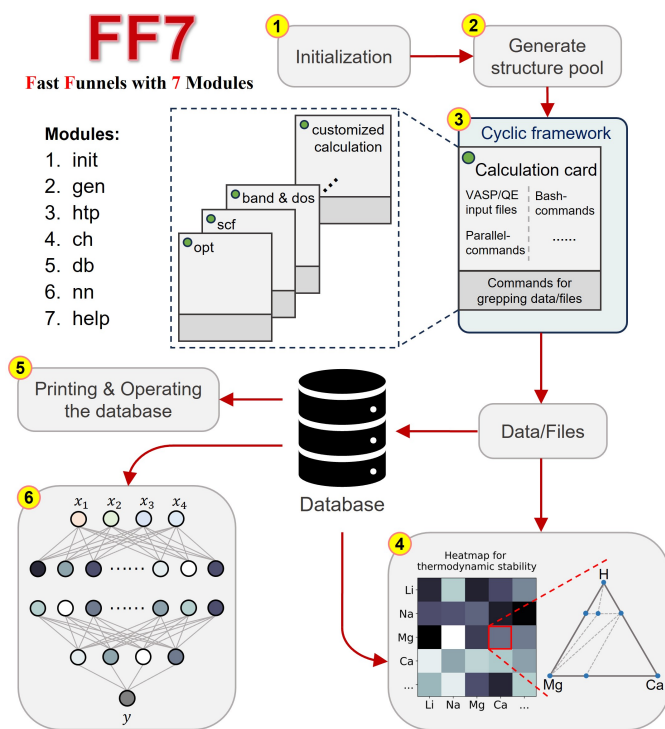 FF7
Fast Funnels with 7 Modules
1
Initialization
2
Generate
structure pool
Modules:
1. init
2. gen
3. htp
4. ch
5. db
6. nn
7. help
customized
calculation
band & dos
scf
opt
3
Cyclic framework
Calculation card
VASP/QE
input files
Bash-
commands
Parallel-
commands
......
Commands for
grepping data/files
5
Printing & Operating
the database
Database
Data/Files
6
x1 x2 x3 x4
......
......
y
4
Heatmap for
thermodynamic stability
Li
Na
Mg
Ca
...
Li Na Mg Ca ...
H
Mg
Ca